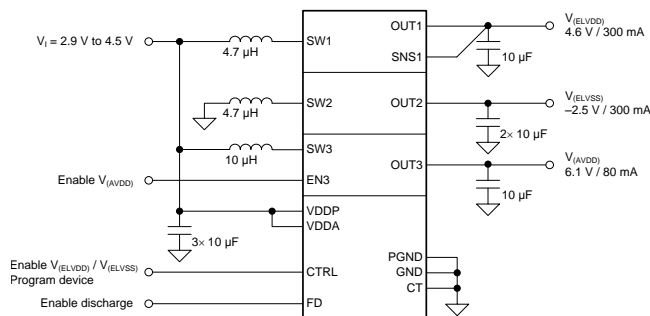 V(ELVDD)
4.6 V / 300 mA
OUT1
VI = 2.9 V to 4.5 V
SW1
4.7 µH
SNS1
10 µF
V(ELVSS)
–2.5 V / 300 mA
SW2
OUT2
4.7 µH
2× 10 µF
SW3
V(AVDD)
6.1 V / 80 mA
10 µH
OUT3
Enable V(AVDD)
EN3
10 µF
VDDP
VDDA
3× 10 µF
PGND
Enable V(ELVDD) / V(ELVSS)
Program device
CTRL
GND
CT
Enable discharge
FD